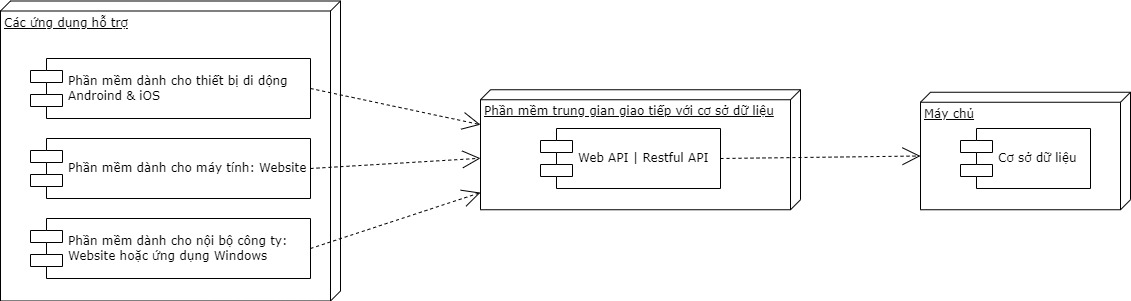 Các ứng dụng hỗ trợ
Phần mềm dành cho thiết bị di dộng
Androind & iOS
Phần mềm dành cho máy tính: Website
Phần mềm dành cho nội bộ công ty:
Website hoặc ứng dụng Windows
Phần mềm trung gian giao tiếp với cơ sở dữ liệu
Web API | Restful API
Máy chủ
Cơ sở dữ liệu